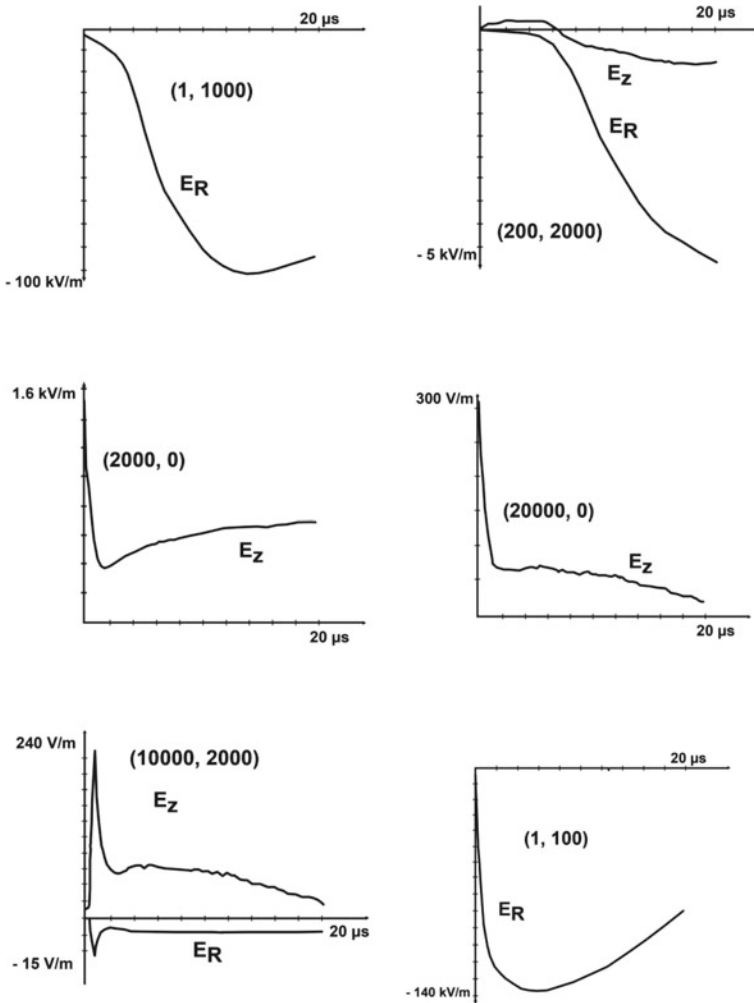 20 µs
(1, 1000)
E_R
- 100 kV/m
20 µs
E_z
E_R
(200, 2000)
- 5 kV/m
1.6 kV/m
(2000, 0)
E_z
20 µs
300 V/m
(20000, 0)
E_z
20 µs
240 V/m
(10000, 2000)
E_z
20 µs
E_R
- 15 V/m
20 µs
(1, 100)
E_R
- 140 kV/m